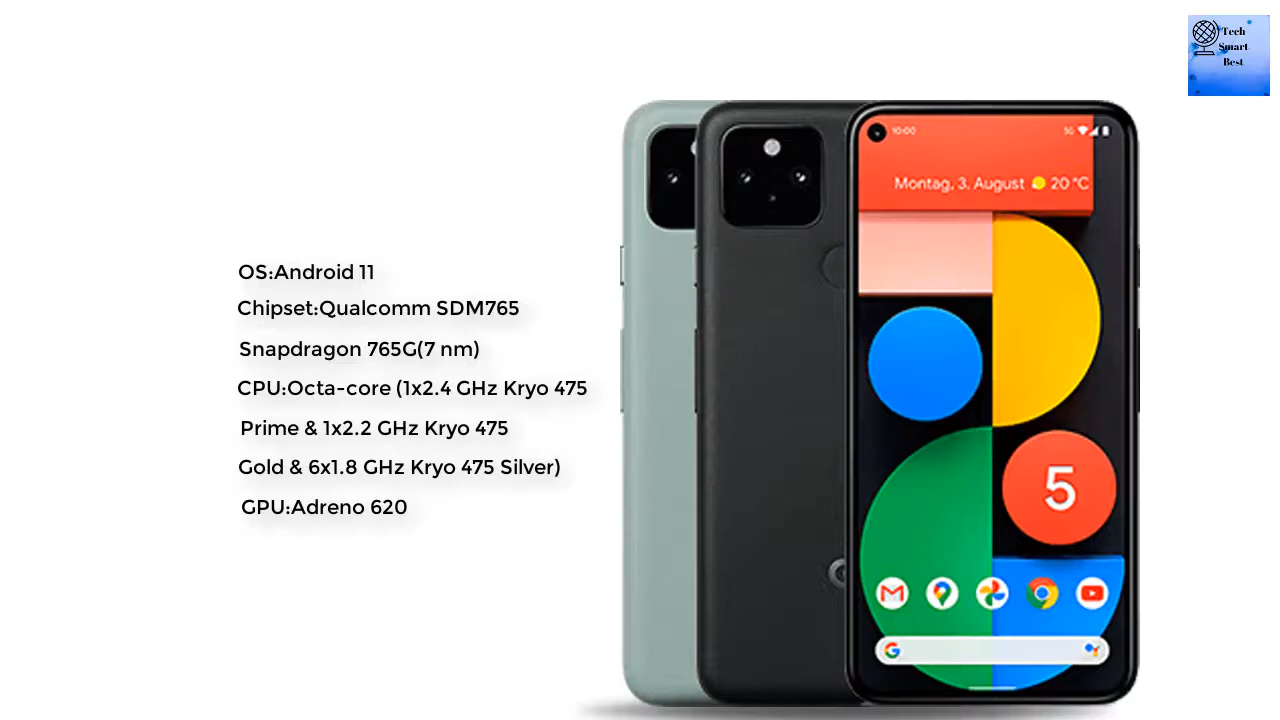 Tech
Smart
Best
10:00 5G
Montag, 3. August 20 °C
OS:Android 11
Chipset:Qualcomm SDM765
Snapdragon 765G(7 nm)
CPU:Octa-core (1x2.4 GHz Kryo 475
Prime & 1x2.2 GHz Kryo 475
Gold & 6x1.8 GHz Kryo 475 Silver)
GPU:Adreno 620
5